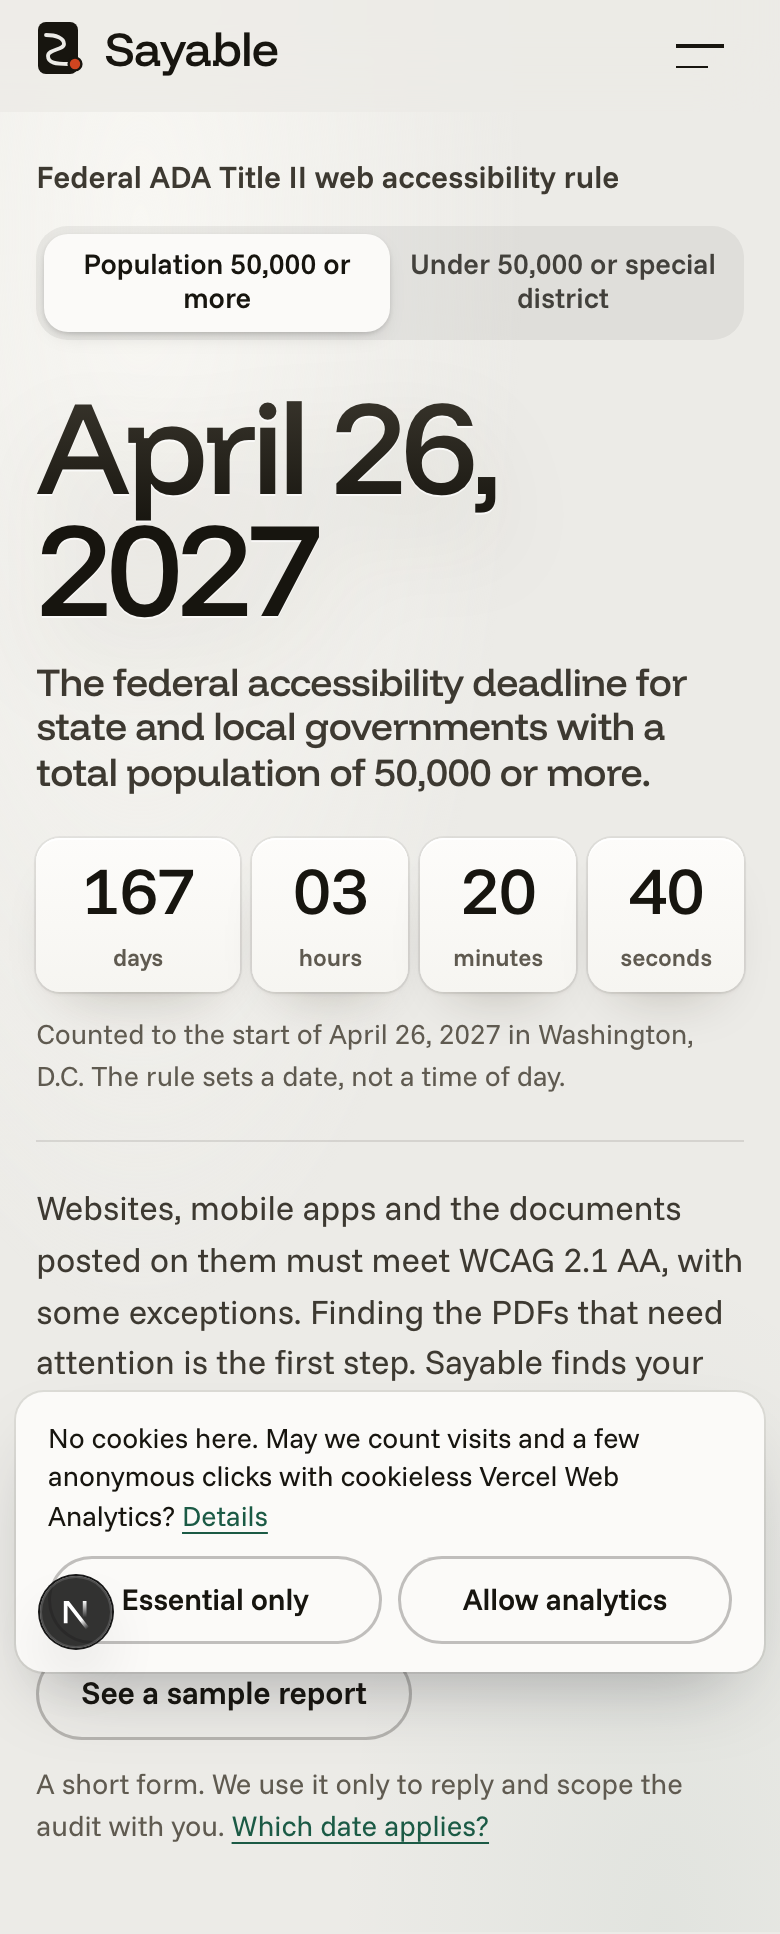 Sayable
Federal ADA Title II web accessibility rule
Population 50,000 or
more
Under 50,000 or special
district
April 26,
2027
The federal accessibility deadline for
state and local governments with a
total population of 50,000 or more.
167
days
03
hours
20
minutes
40
seconds
Counted to the start of April 26, 2027 in Washington,
D.C. The rule sets a date, not a time of day.
Websites, mobile apps and the documents
posted on them must meet WCAG 2.1 AA, with
some exceptions. Finding the PDFs that need
attention is the first step. Sayable finds your
No cookies here. May we count visits and a few
anonymous clicks with cookieless Vercel Web
Analytics? Details
N
Essential only
Allow analytics
See a sample report
A short form. We use it only to reply and scope the
audit with you. Which date applies?